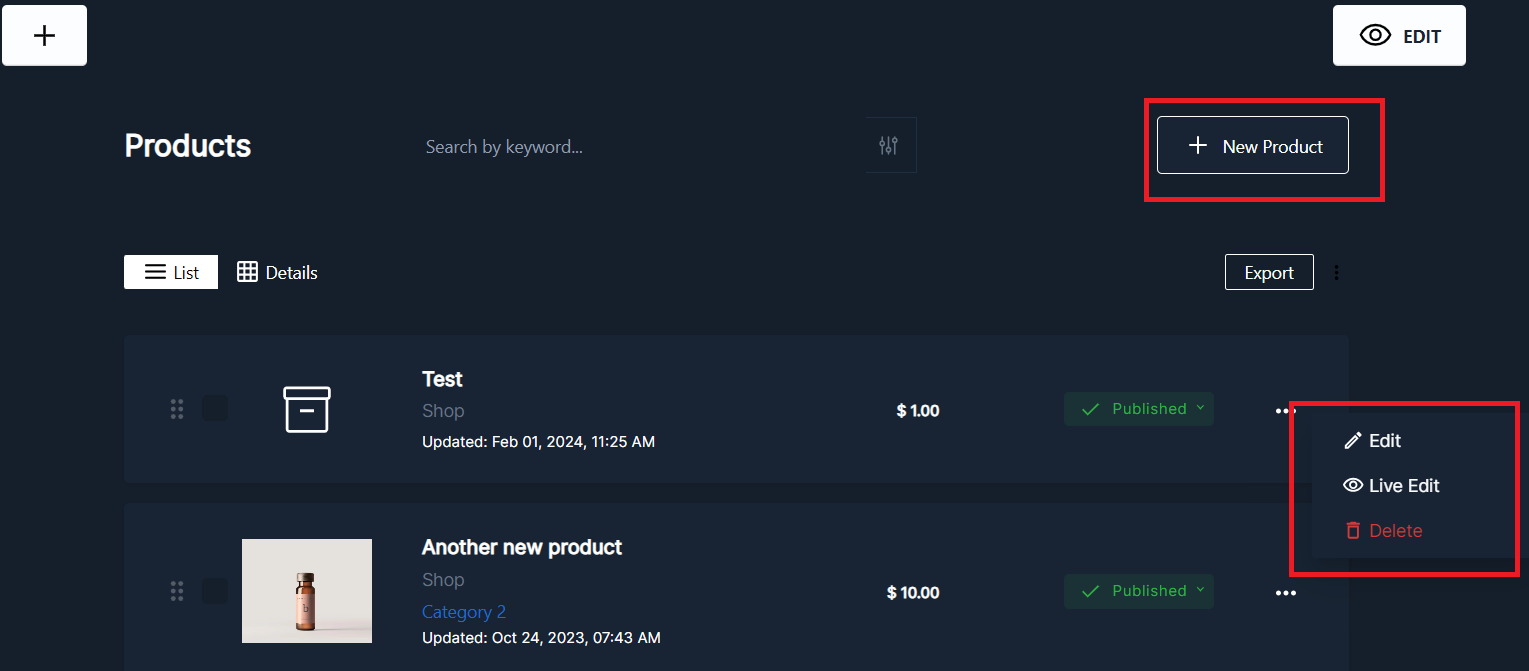 EDIT
Products
Search by keyword...
New Product
List
Details
Export
Test
Shop
Updated: Feb 01, 2024, 11:25 AM
$ 1.00
Published
Edit
Live Edit
Delete
Another new product
Shop
Category 2
Updated: Oct 24, 2023, 07:43 AM
$ 10.00
Published